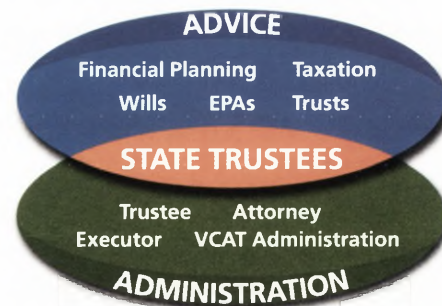 ADVICE
Financial Planning Taxation
Wills EPAs Trusts
STATE TRUSTEES
Trustee Attorney
Executor VCAT Administration
ADMINISTRATION